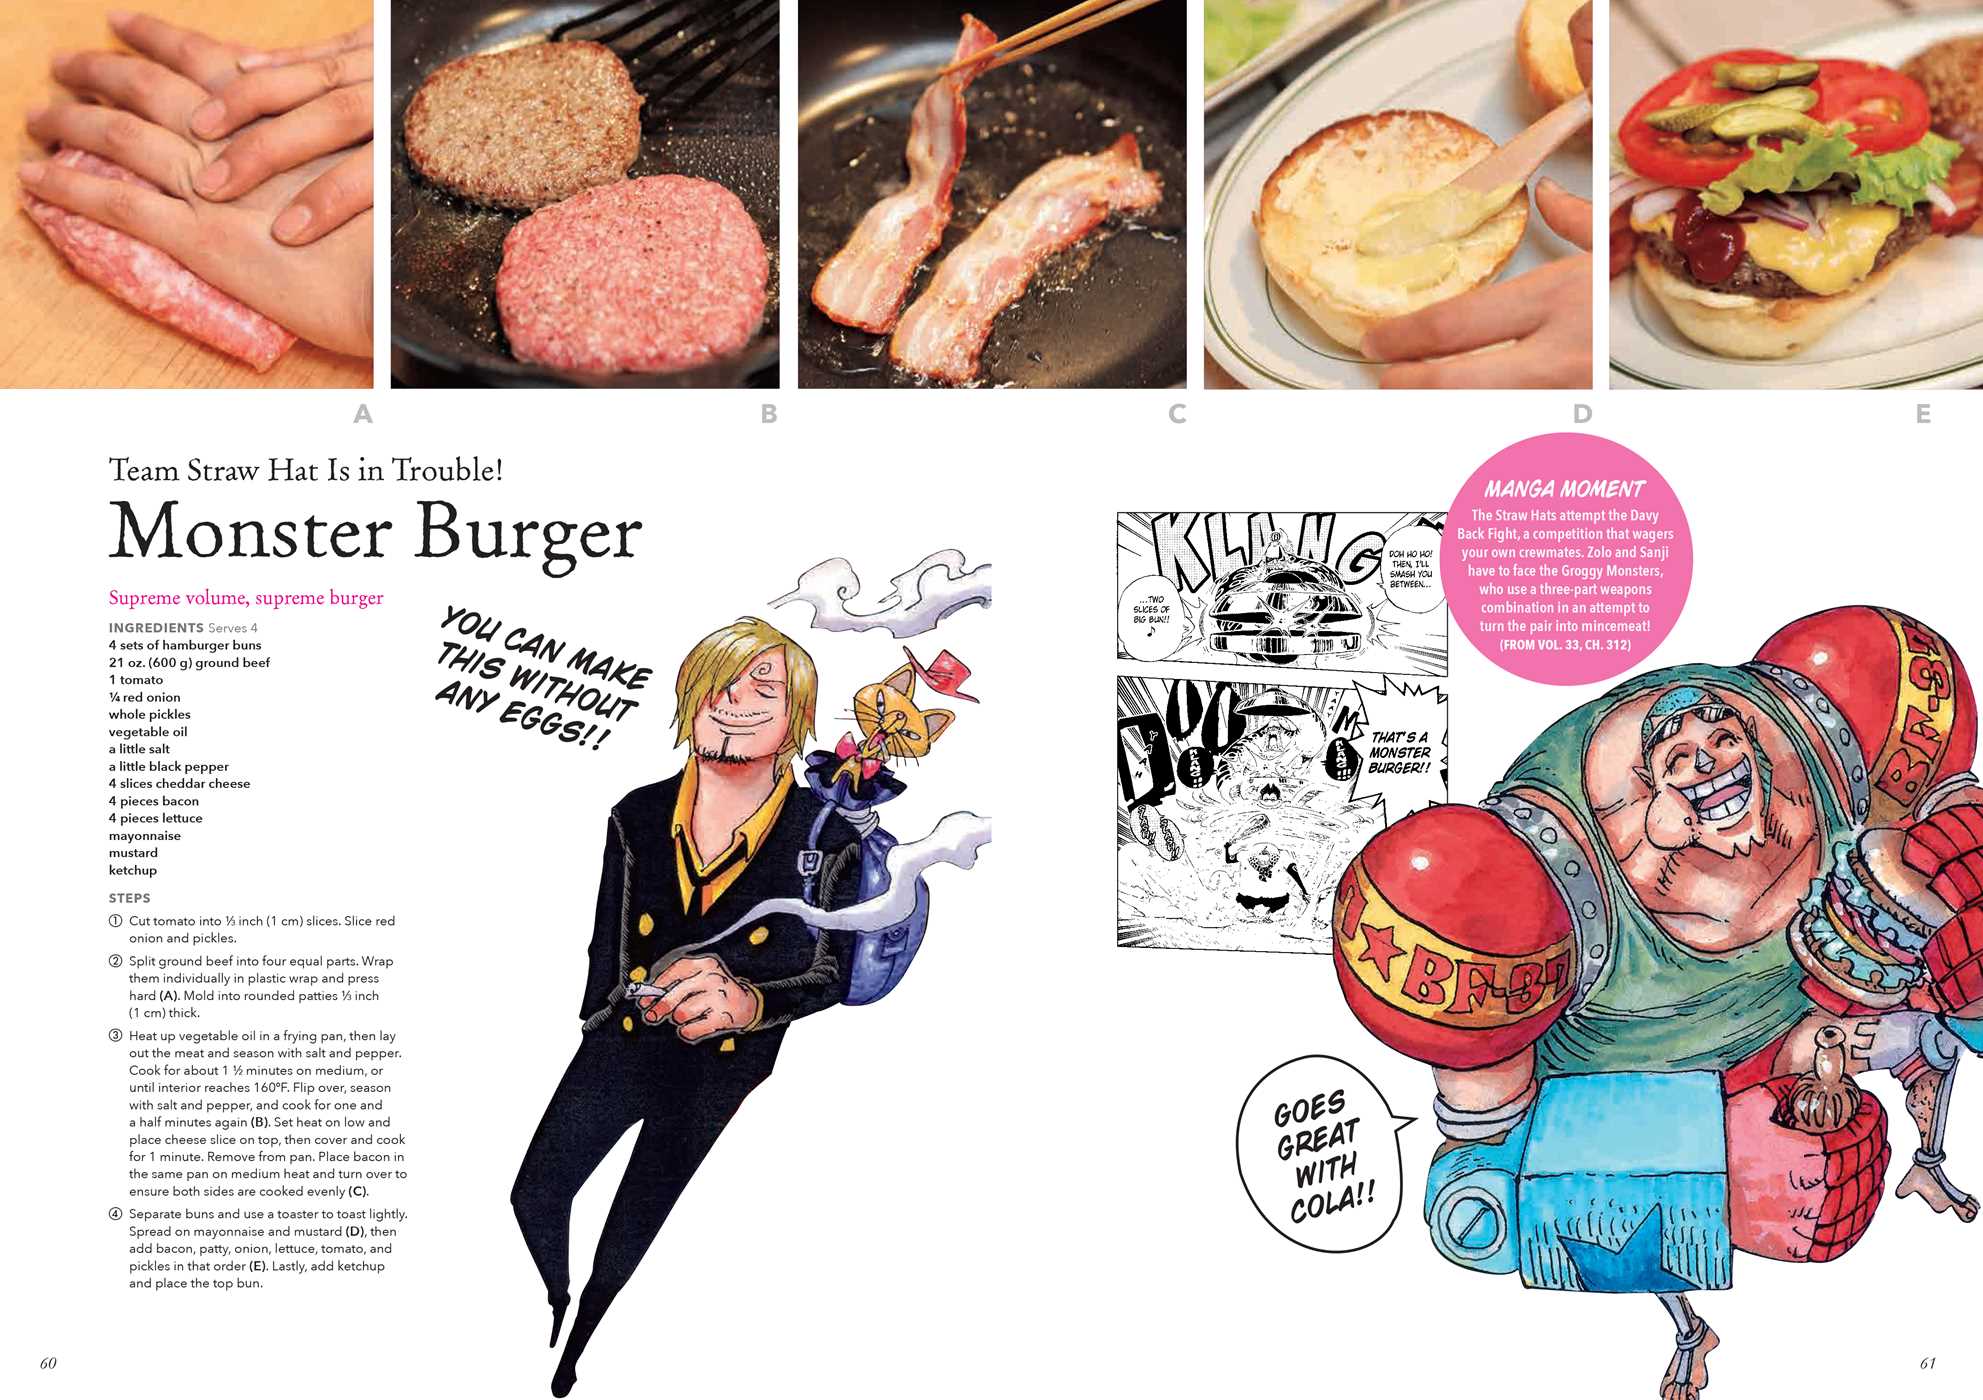 A
B
C
D
E
Team Straw Hat Is in Trouble!
Monster Burger
Supreme volume, supreme burger
INGREDIENTS Serves 4
4 sets of hamburger buns
21 oz. (600 g) ground beef
1 tomato
¼ red onion
whole pickles
vegetable oil
a little salt
a little black pepper
4 slices cheddar cheese
4 pieces bacon
4 pieces lettuce
mayonnaise
mustard
ketchup
STEPS
① Cut tomato into ⅓ inch (1 cm) slices. Slice red
onion and pickles.
② Split ground beef into four equal parts. Wrap
them individually in plastic wrap and press
hard (A). Mold into rounded patties ⅓ inch
(1 cm) thick.
③ Heat up vegetable oil in a frying pan, then lay
out the meat and season with salt and pepper.
Cook for about 1 ½ minutes on medium, or
until interior reaches 160°F. Flip over, season
with salt and pepper, and cook for one and
a half minutes again (B). Set heat on low and
place cheese slice on top, then cover and cook
for 1 minute. Remove from pan. Place bacon in
the same pan on medium heat and turn over to
ensure both sides are cooked evenly (C).
④ Separate buns and use a toaster to toast lightly.
Spread on mayonnaise and mustard (D), then
add bacon, patty, onion, lettuce, tomato, and
pickles in that order (E). Lastly, add ketchup
and place the top bun.
60
YOU CAN MAKE
THIS WITHOUT
ANY EGGS!!
KLANG
DOH HO HO!
THEN, I'LL
SMASH YOU
BETWEEN...
...TWO
SLICES OF
BIG BUN!!
♪
THAT'S A
MONSTER
BURGER!!
MANGA MOMENT
The Straw Hats attempt the Davy
Back Fight, a competition that wagers
your own crewmates. Zolo and Sanji
have to face the Groggy Monsters,
who use a three-part weapons
combination in an attempt to
turn the pair into mincemeat!
(FROM VOL. 33, CH. 312)
BF-37
BF-37
GOES
GREAT
WITH
COLA!!
61